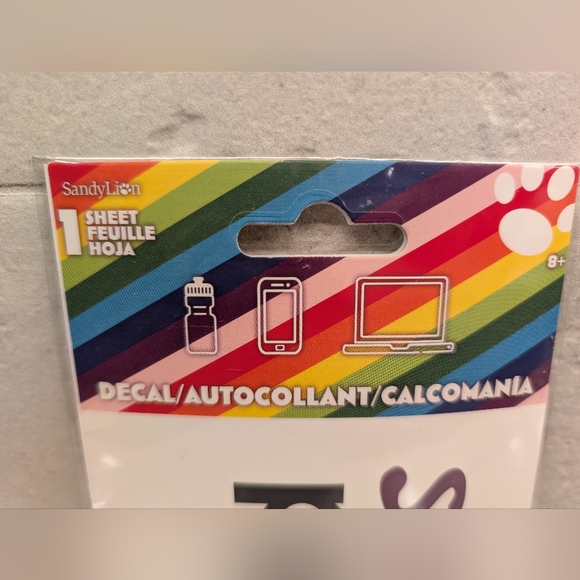 SandyLion
1 SHEET
FEUILLE
HOJA
8+
DECAL/AUTOCOLLANT/CALCOMANIA